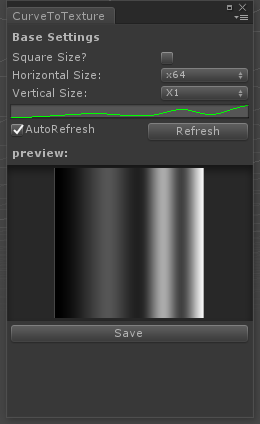 CurveToTexture
Base Settings
Square Size?
Horizontal Size: x64
Vertical Size: X1
AutoRefresh Refresh
preview:
Save